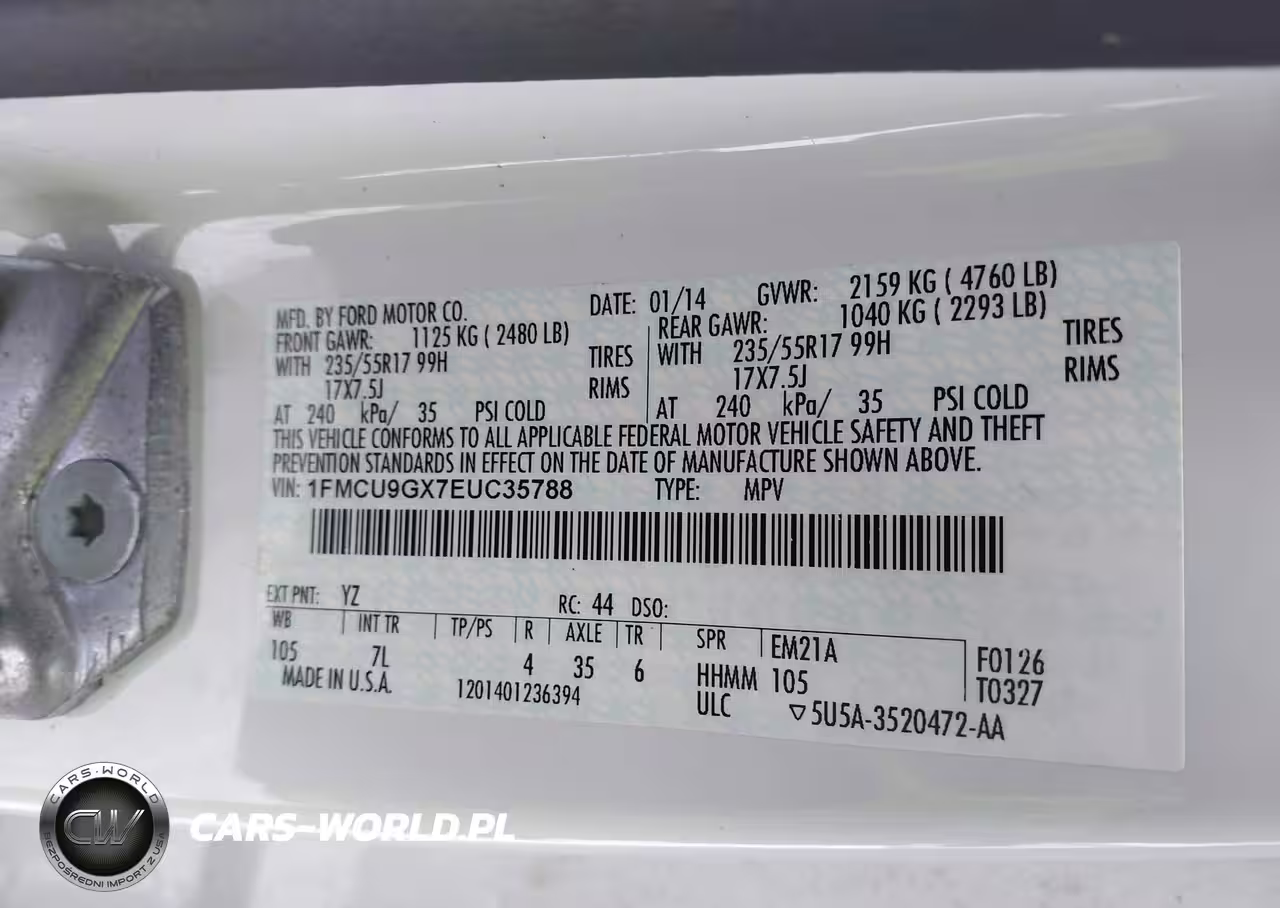 MFD. BY FORD MOTOR CO. DATE: 01/14 GVWR: 2159 KG ( 4760 LB)
FRONT GAWR: 1125 KG ( 2480 LB) REAR GAWR: 1040 KG ( 2293 LB)
WITH 235/55R17 99H TIRES WITH 235/55R17 99H TIRES
17X7.5J RIMS 17X7.5J RIMS
AT 240 kPa/ 35 PSI COLD AT 240 kPa/ 35 PSI COLD
THIS VEHICLE CONFORMS TO ALL APPLICABLE FEDERAL MOTOR VEHICLE SAFETY AND THEFT
PREVENTION STANDARDS IN EFFECT ON THE DATE OF MANUFACTURE SHOWN ABOVE.
VIN: 1FMCU9GX7EUC35788 TYPE: MPV
EXT PNT: YZ RC: 44 DSO:
WB INT TR TP/PS R AXLE TR SPR EM21A F0126
105 7L 4 35 6 HHMM 105 T0327
MADE IN U.S.A. 1201401236394 ULC ▽5U5A-3520472-AA
CARS-WORLD
CW
BEZPOŚREDNI IMPORT Z USA
CARS-WORLD.PL